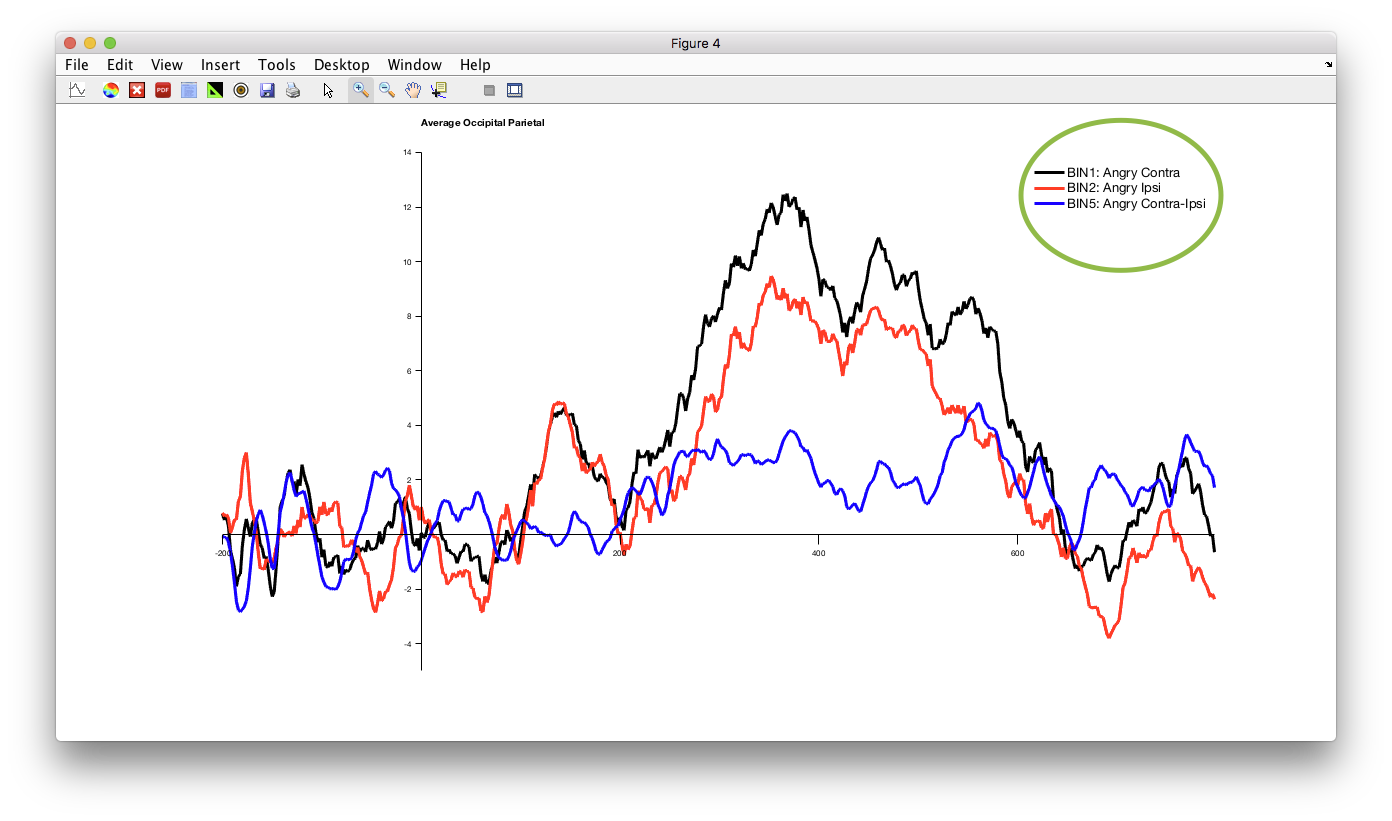 Figure 4
File Edit View Insert Tools Desktop Window Help
PDF
Average Occipital Parietal
14
BIN1: Angry Contra
BIN2: Angry Ipsi
BIN5: Angry Contra-Ipsi
12
10
8
6
4
2
-200 200 400 600
-2
-4